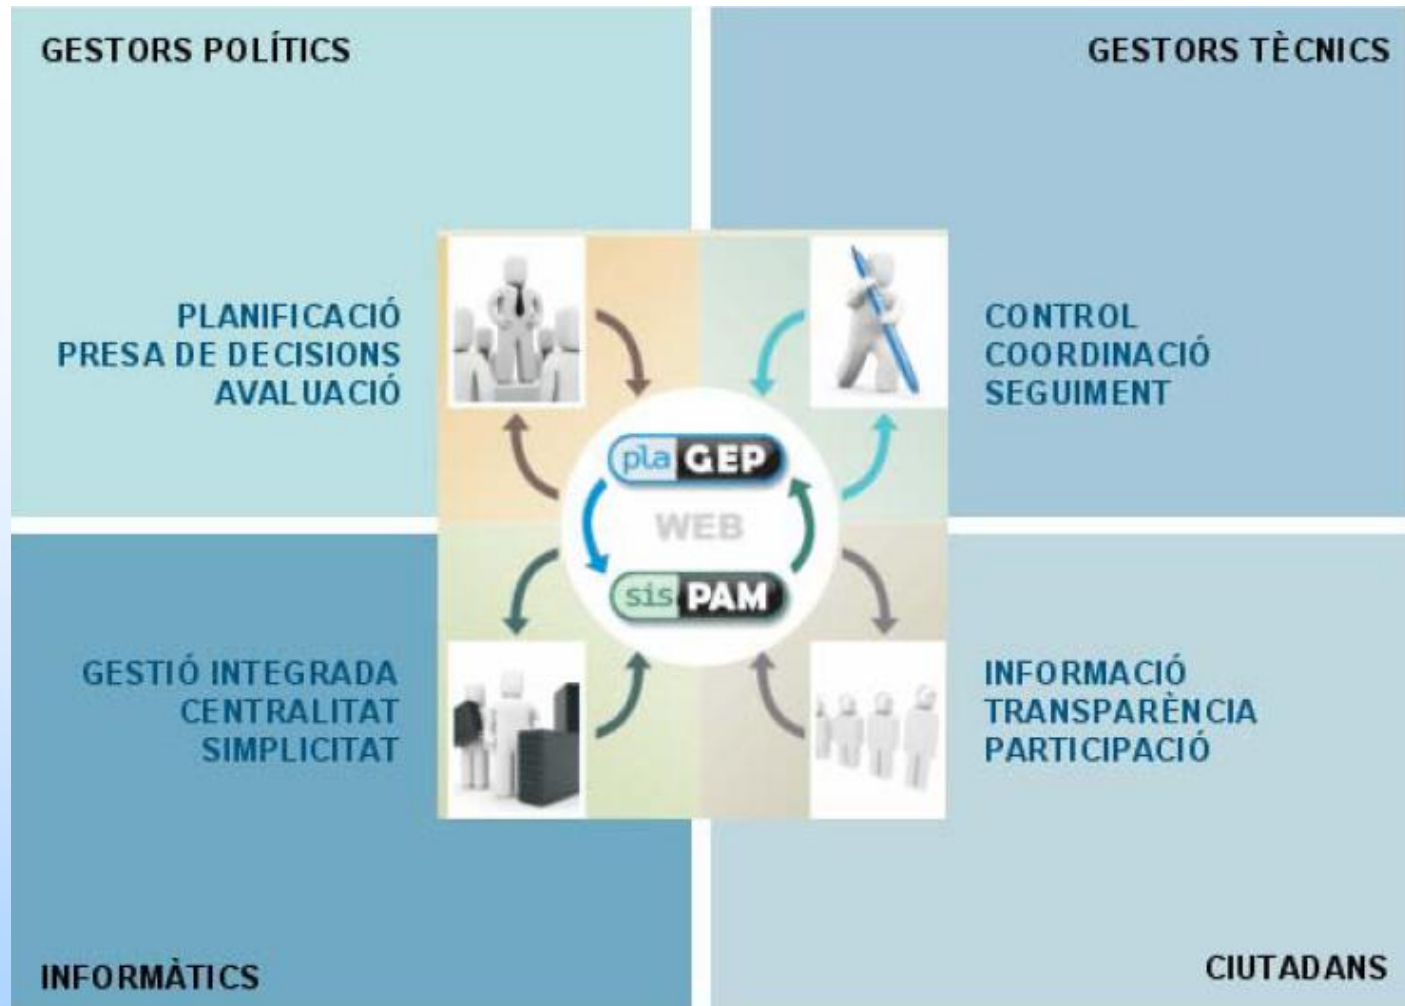 GESTORS POLÍTICS
GESTORS TÈCNICS
PLANIFICACIÓ
PRESA DE DECISIONS
AVALUACIÓ
CONTROL
COORDINACIÓ
SEGUIMENT
pla GEP
WEB
sis PAM
GESTIÓ INTEGRADA
CENTRALITAT
SIMPLICITAT
INFORMACIÓ
TRANSPARÈNCIA
PARTICIPACIÓ
INFORMÀTICS
CIUTADANS